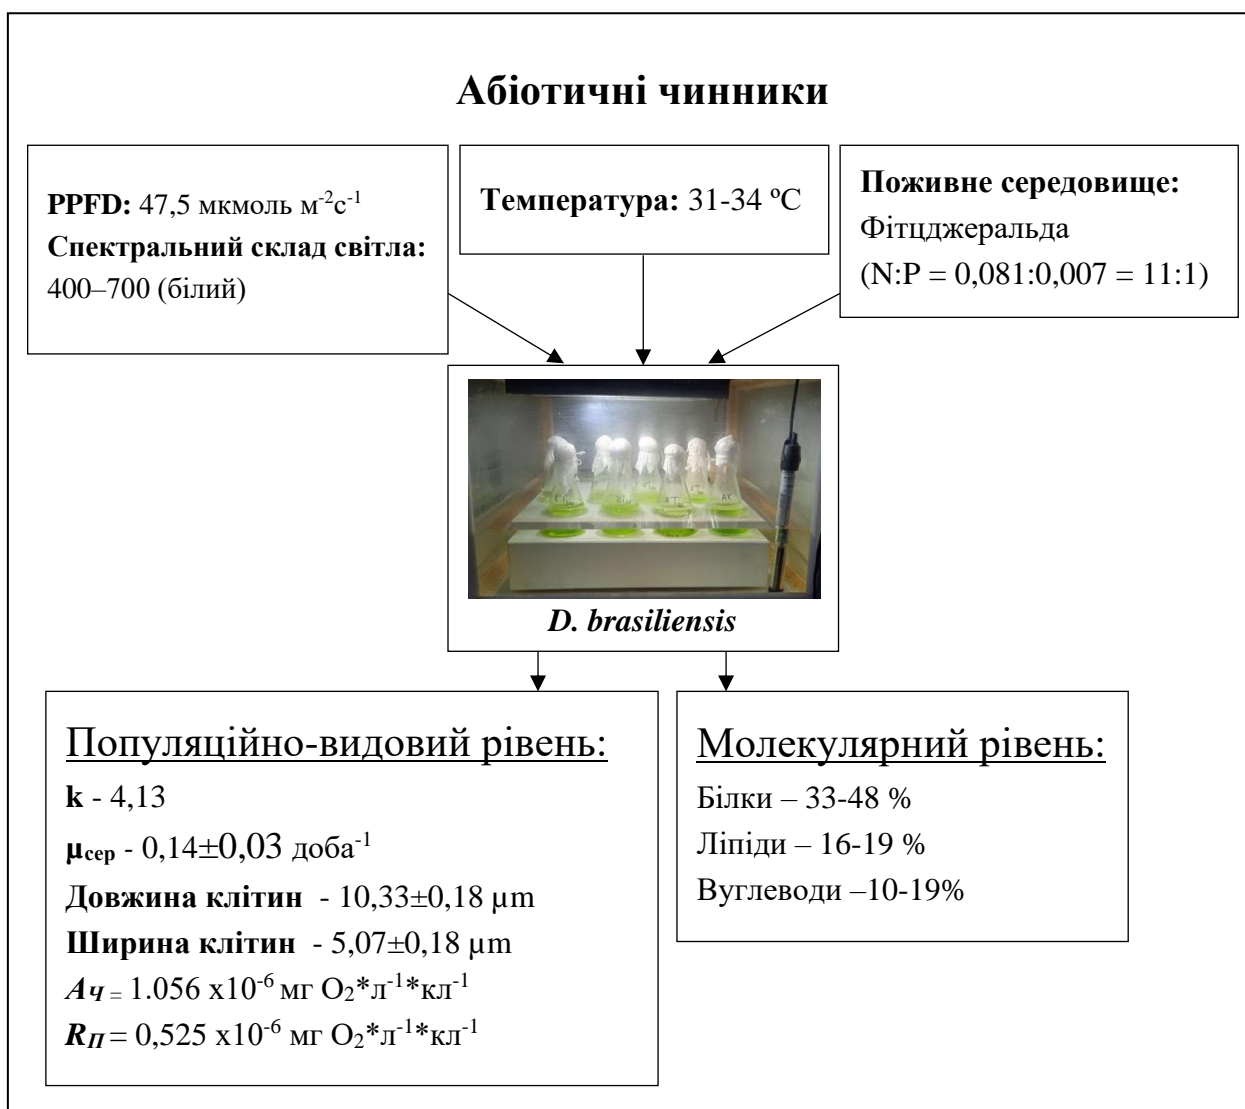 Абіотичні чинники
PPFD: 47,5 мкмоль м⁻²с⁻¹
Спектральний склад світла:
400–700 (білий)
Температура: 31-34 ºС
Поживне середовище:
Фітцджеральда
(N:P = 0,081:0,007 = 11:1)
D. brasiliensis
Популяційно-видовий рівень:
k - 4,13
µсер - 0,14±0,03 доба⁻¹
Довжина клітин - 10,33±0,18 µm
Ширина клітин - 5,07±0,18 µm
AЧ = 1.056 x10⁻⁶ мг О₂*л⁻¹*кл⁻¹
RП = 0,525 x10⁻⁶ мг О₂*л⁻¹*кл⁻¹
Молекулярний рівень:
Білки – 33-48 %
Ліпіди – 16-19 %
Вуглеводи –10-19%